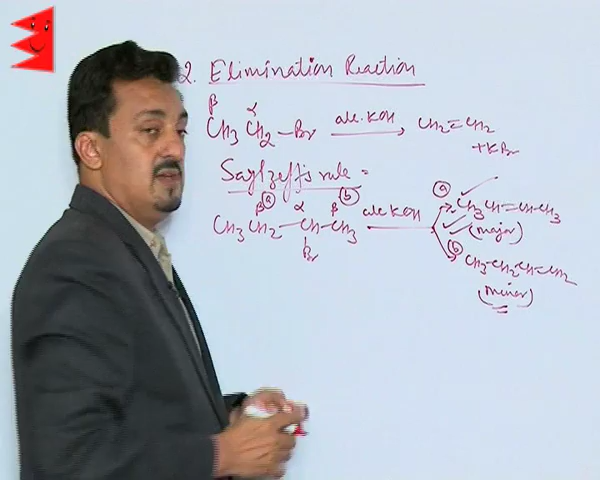 2. Elimination Reaction
β α
CH3 CH2 – Br alc. KOH CH2=CH2
+KBr
Saytzeff's rule =
β (a) α β (b)
CH3 CH2 – CH – CH3 alc KOH
Br
(a) CH3 CH = CH – CH3
(major)
(b) CH3–CH2 CH=CH2
(minor)